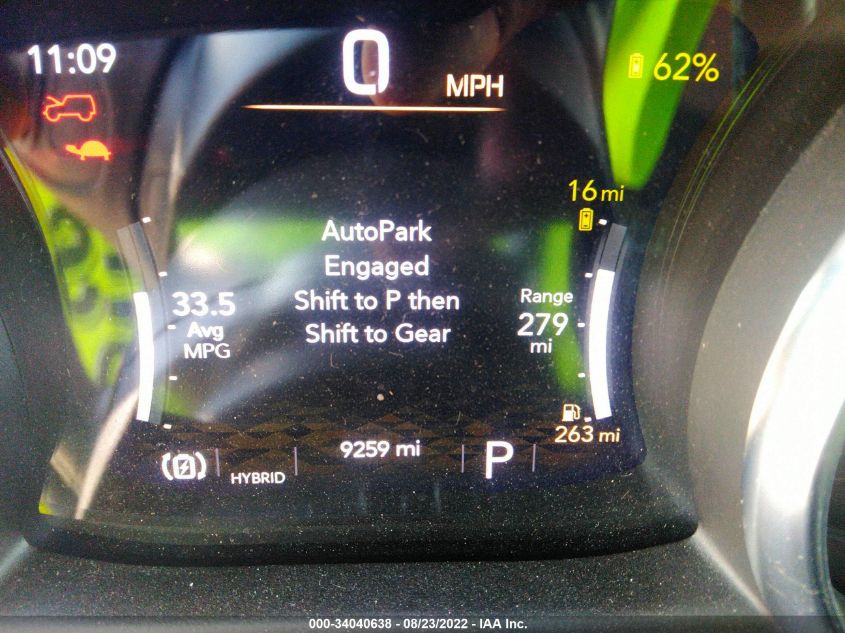 11:09
0 MPH
62%
16 mi
AutoPark
Engaged
Shift to P then
Shift to Gear
33.5
Avg
MPG
Range
279
mi
263 mi
9259 mi
HYBRID
P
000-34040638 - 08/23/2022 - IAA Inc.